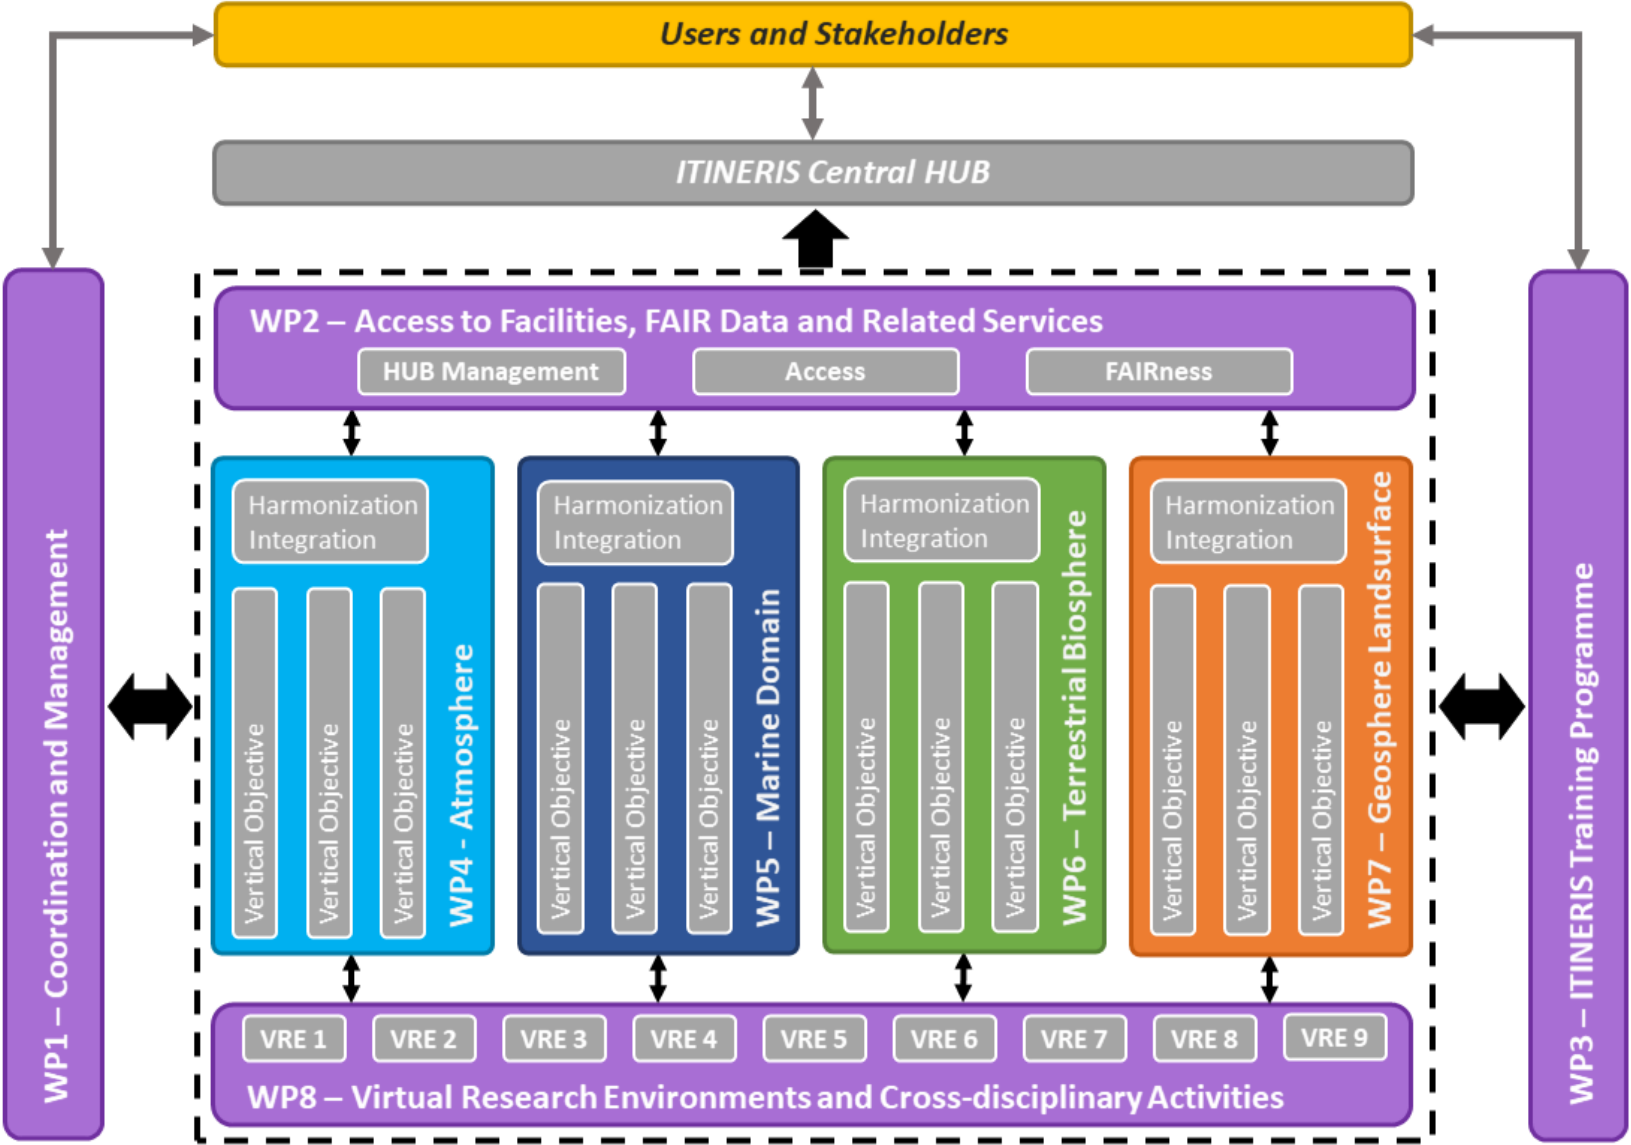 Users and Stakeholders
ITINERIS Central HUB
WP1 – Coordination and Management
WP2 – Access to Facilities, FAIR Data and Related Services
HUB Management
Access
FAIRness
Harmonization
Integration
Vertical Objective
Vertical Objective
Vertical Objective
WP4 - Atmosphere
Harmonization
Integration
Vertical Objective
Vertical Objective
Vertical Objective
WP5 – Marine Domain
Harmonization
Integration
Vertical Objective
Vertical Objective
Vertical Objective
WP6 – Terrestrial Biosphere
Harmonization
Integration
Vertical Objective
Vertical Objective
Vertical Objective
WP7 – Geosphere Landsurface
VRE 1
VRE 2
VRE 3
VRE 4
VRE 5
VRE 6
VRE 7
VRE 8
VRE 9
WP8 – Virtual Research Environments and Cross-disciplinary Activities
WP3 – ITINERIS Training Programme